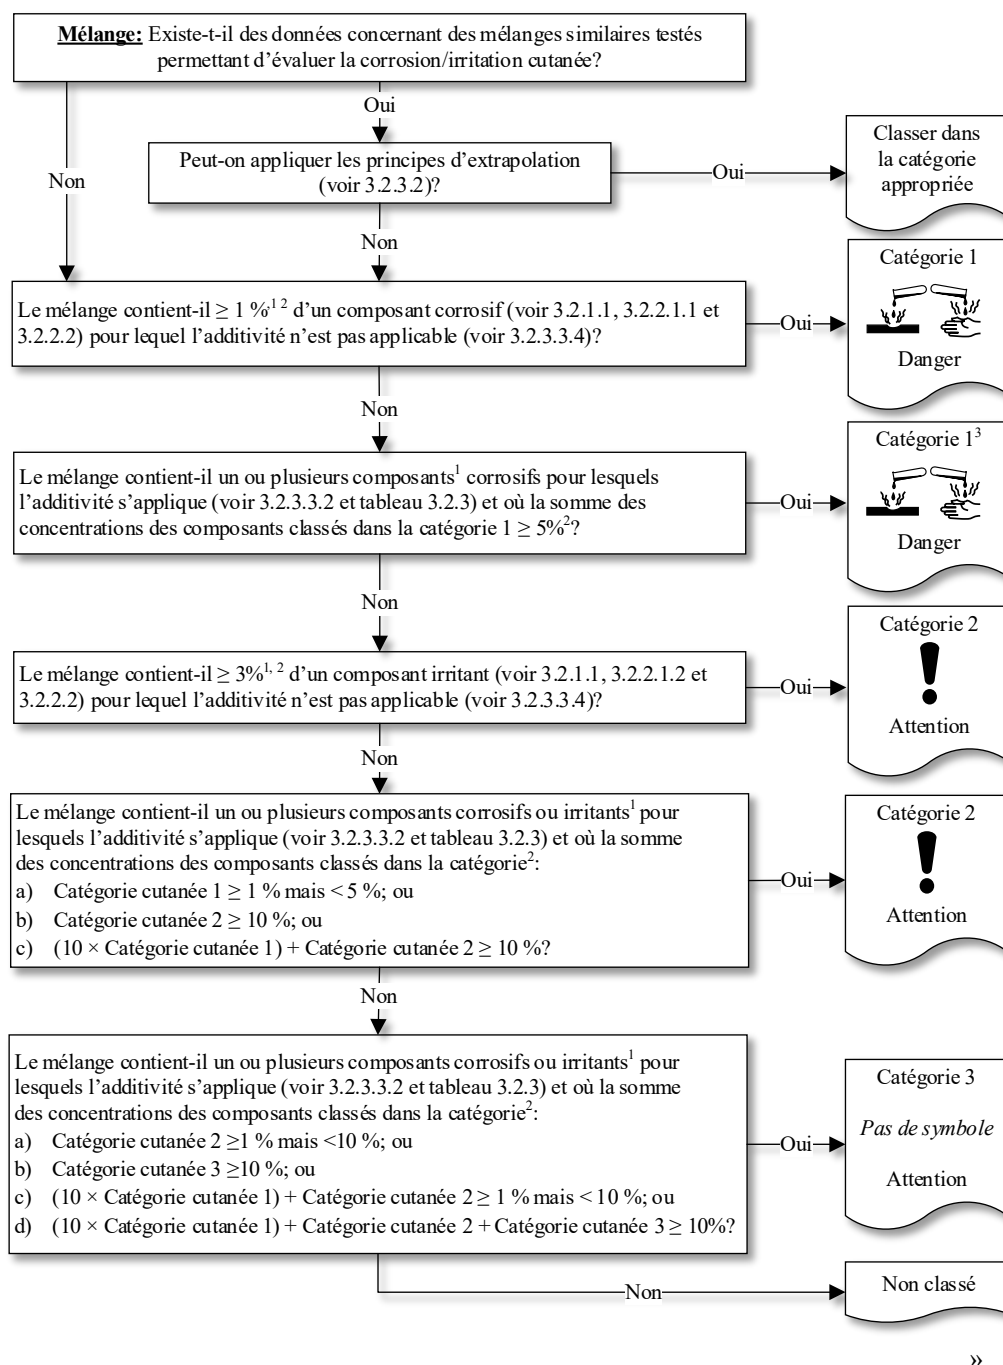 Mélange: Existe-t-il des données concernant des mélanges similaires testés
permettant d’évaluer la corrosion/irritation cutanée?
Oui
Non
Peut-on appliquer les principes d’extrapolation
(voir 3.2.3.2)?
Oui
Classer dans
la catégorie
appropriée
Non
Le mélange contient-il ≥ 1 %,¹ ² d’un composant corrosif (voir 3.2.1.1, 3.2.2.1.1 et
3.2.2.2) pour lequel l’additivité n’est pas applicable (voir 3.2.3.3.4)?
Oui
Catégorie 1
Danger
Non
Le mélange contient-il un ou plusieurs composants¹ corrosifs pour lesquels
l’additivité s’applique (voir 3.2.3.3.2 et tableau 3.2.3) et où la somme des
concentrations des composants classés dans la catégorie 1 ≥ 5%²?
Oui
Catégorie 1³
Danger
Non
Le mélange contient-il ≥ 3%¹, ² d’un composant irritant (voir 3.2.1.1, 3.2.2.1.2 et
3.2.2.2) pour lequel l’additivité n’est pas applicable (voir 3.2.3.3.4)?
Oui
Catégorie 2
Attention
Non
Le mélange contient-il un ou plusieurs composants corrosifs ou irritants¹ pour
lesquels l’additivité s’applique (voir 3.2.3.3.2 et tableau 3.2.3) et où la somme
des concentrations des composants classés dans la catégorie²:
a) Catégorie cutanée 1 ≥ 1 % mais < 5 %; ou
b) Catégorie cutanée 2 ≥ 10 %; ou
c) (10 × Catégorie cutanée 1) + Catégorie cutanée 2 ≥ 10 %?
Oui
Catégorie 2
Attention
Non
Le mélange contient-il un ou plusieurs composants corrosifs ou irritants¹ pour
lesquels l’additivité s’applique (voir 3.2.3.3.2 et tableau 3.2.3) et où la somme
des concentrations des composants classés dans la catégorie²:
a) Catégorie cutanée 2 ≥1 % mais <10 %; ou
b) Catégorie cutanée 3 ≥10 %; ou
c) (10 × Catégorie cutanée 1) + Catégorie cutanée 2 ≥ 1 % mais < 10 %; ou
d) (10 × Catégorie cutanée 1) + Catégorie cutanée 2 + Catégorie cutanée 3 ≥ 10%?
Oui
Catégorie 3
Pas de symbole
Attention
Non
Non classé
»